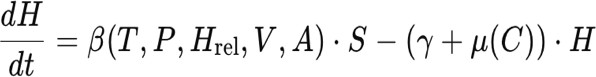 dH/dt = β(T, P, H_rel, V, A) · S − (γ + μ(C)) · H